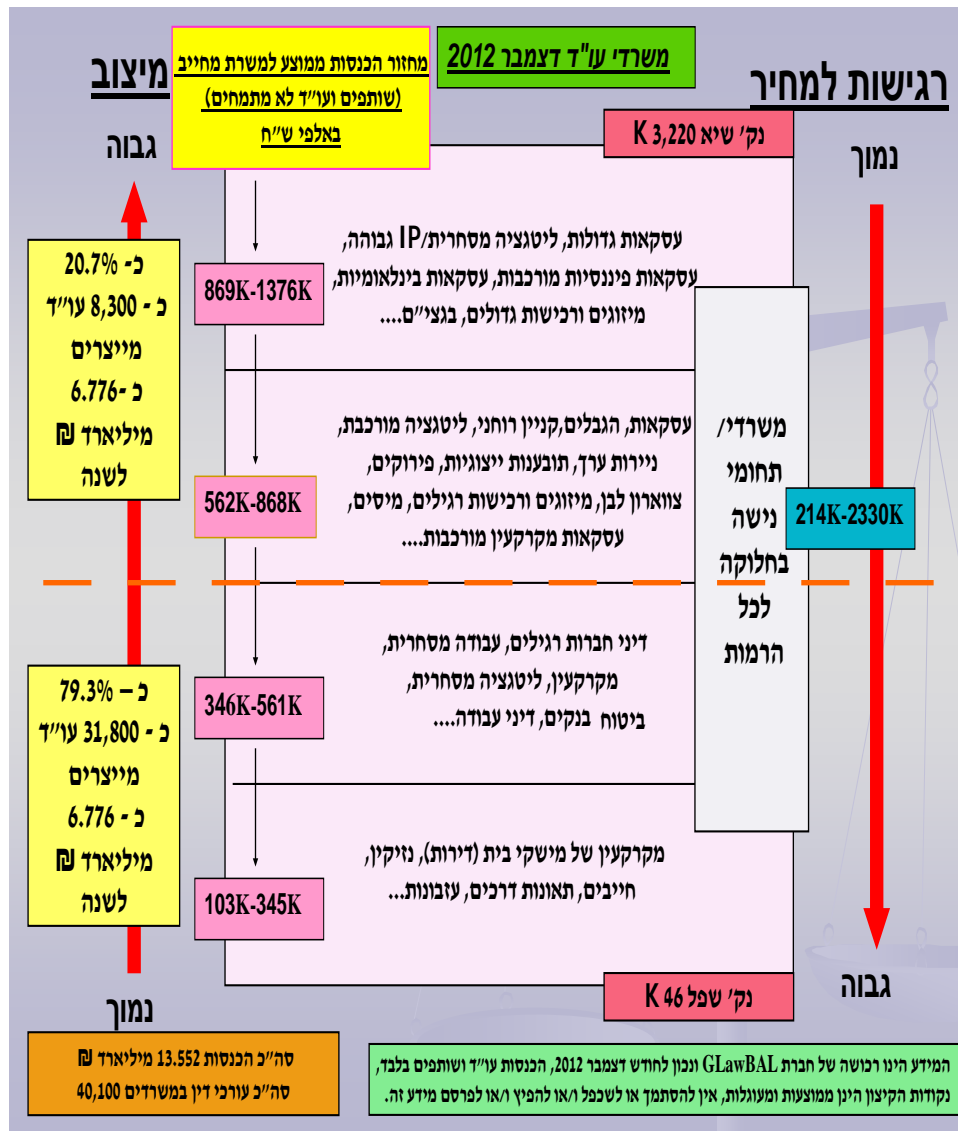 משרדי עו"ד דצמבר 2012
רגישות למחיר
נמוך
גבוה
מיצוב
גבוה
נמוך
מחזור הכנסות ממוצע למשרת מחייב
(שותפים ועו״ד לא מתמחים)
באלפי ש״ח
נק׳ שיא 3,220 K
עסקאות גדולות, ליטגציה מסחרית/IP גבוהה,
עסקאות פיננסיות מורכבות, עסקאות בינלאומיות,
מיזוגים ורכישות גדולים, בגצי״ם....
869K-1376K
עסקאות, הגבלים,קניין רוחני, ליטגציה מורכבת,
ניירות ערך, תובענות ייצוגיות, פירוקים,
צווארון לבן, מיזוגים ורכישות רגילים, מיסים,
עסקאות מקרקעין מורכבות....
562K-868K
דיני חברות רגילים, עבודה מסחרית,
מקרקעין, ליטגציה מסחרית,
ביטוח בנקים, דיני עבודה....
346K-561K
מקרקעין של מישקי בית (דירות), נזיקין,
חייבים, תאונות דרכים, עזבונות...
103K-345K
נק׳ שפל 46 K
משרדי/
תחומי
נישה
בחלוקה
לכל
הרמות
214K-2330K
כ- 20.7%
כ - 8,300 עו״ד
מייצרים
כ -6.776
מיליארד ₪
לשנה
כ – 79.3%
כ - 31,800 עו״ד
מייצרים
כ - 6.776
מיליארד ₪
לשנה
סה״כ הכנסות 13.552 מיליארד ₪
סה״כ עורכי דין במשרדים 40,100
המידע הינו רכושה של חברת GLawBAL ונכון לחודש דצמבר 2012, הכנסות עו״ד ושותפים בלבד,
נקודות הקיצון הינן ממוצעות ומעוגלות, אין להסתמך או לשכפל ו/או להפיץ ו/או לפרסם מידע זה.